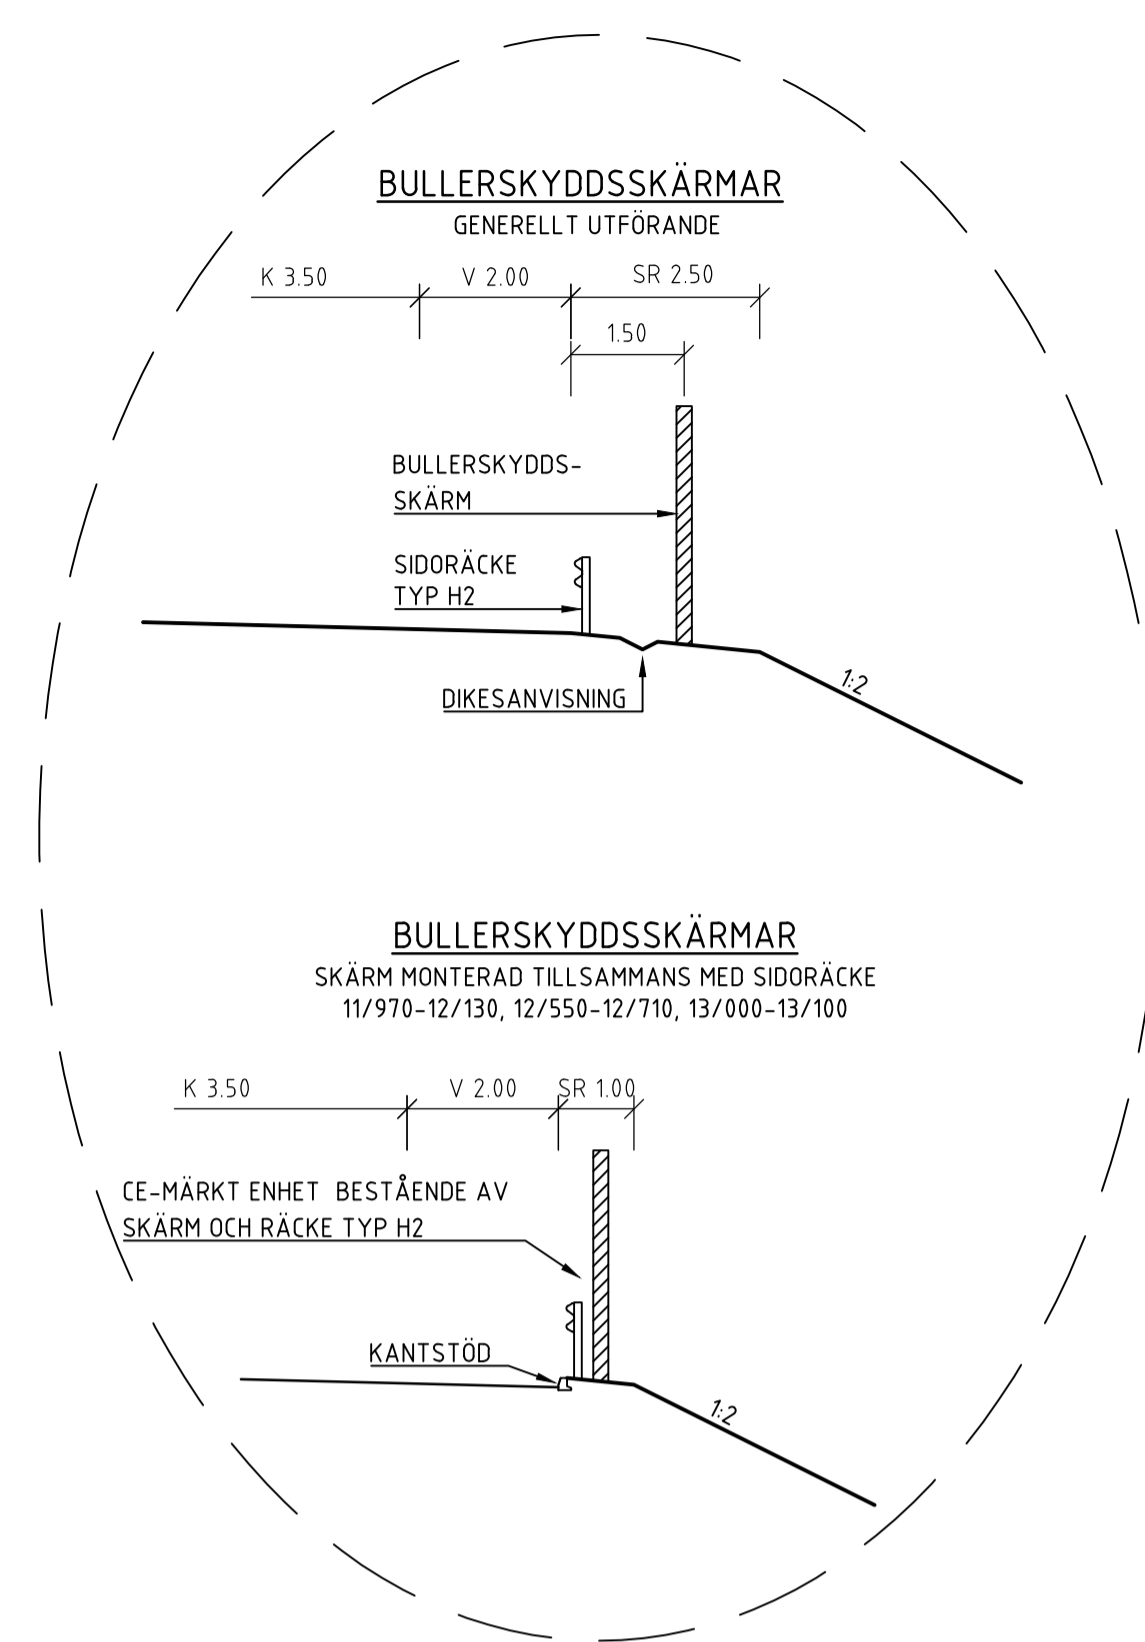 BULLERSKYDDSSKÄRMAR
GENERELLT UTFÖRANDE
K 3.50
V 2.00
SR 2.50
1.50
BULLERSKYDDS-
SKÄRM
SIDORÄCKE
TYP H2
DIKESANVISNING
1:2
BULLERSKYDDSSKÄRMAR
SKÄRM MONTERAD TILLSAMMANS MED SIDORÄCKE
11/970-12/130, 12/550-12/710, 13/000-13/100
K 3.50
V 2.00
SR 1.00
CE-MÄRKT ENHET BESTÅENDE AV
SKÄRM OCH RÄCKE TYP H2
KANTSTÖD
1:2